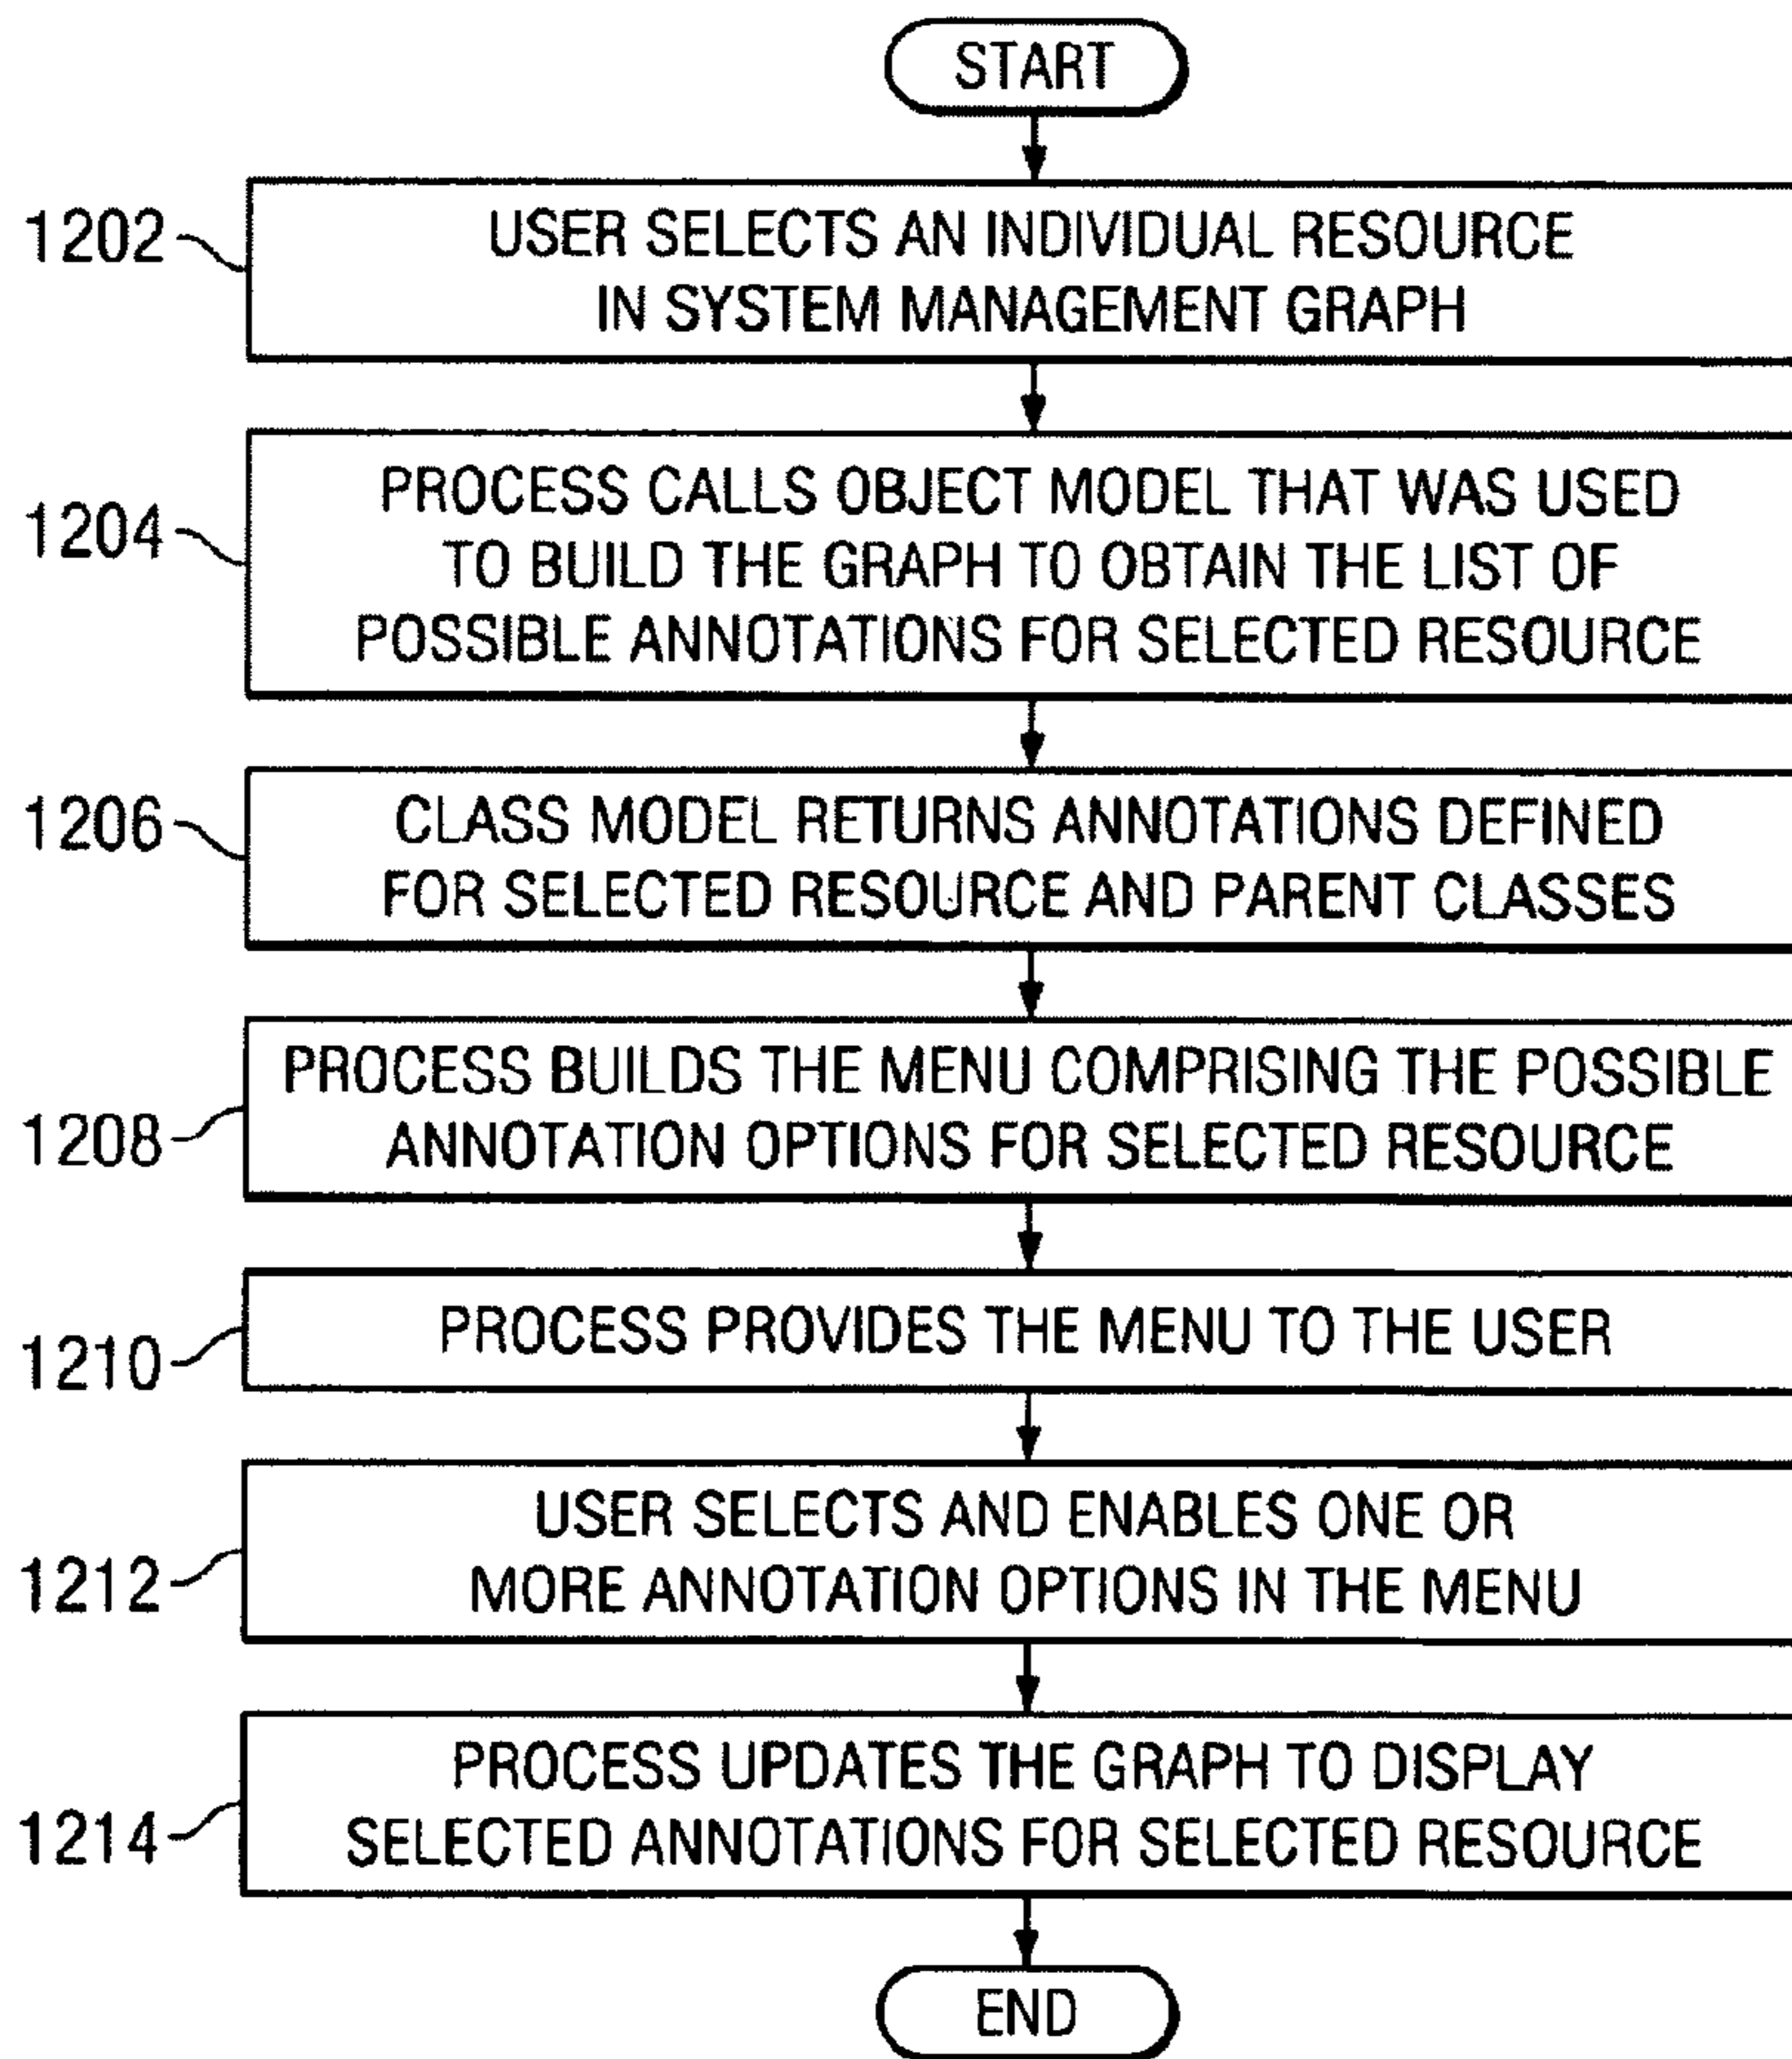 START
1202
USER SELECTS AN INDIVIDUAL RESOURCE
IN SYSTEM MANAGEMENT GRAPH
1204
PROCESS CALLS OBJECT MODEL THAT WAS USED
TO BUILD THE GRAPH TO OBTAIN THE LIST OF
POSSIBLE ANNOTATIONS FOR SELECTED RESOURCE
1206
CLASS MODEL RETURNS ANNOTATIONS DEFINED
FOR SELECTED RESOURCE AND PARENT CLASSES
1208
PROCESS BUILDS THE MENU COMPRISING THE POSSIBLE
ANNOTATION OPTIONS FOR SELECTED RESOURCE
1210
PROCESS PROVIDES THE MENU TO THE USER
1212
USER SELECTS AND ENABLES ONE OR
MORE ANNOTATION OPTIONS IN THE MENU
1214
PROCESS UPDATES THE GRAPH TO DISPLAY
SELECTED ANNOTATIONS FOR SELECTED RESOURCE
END